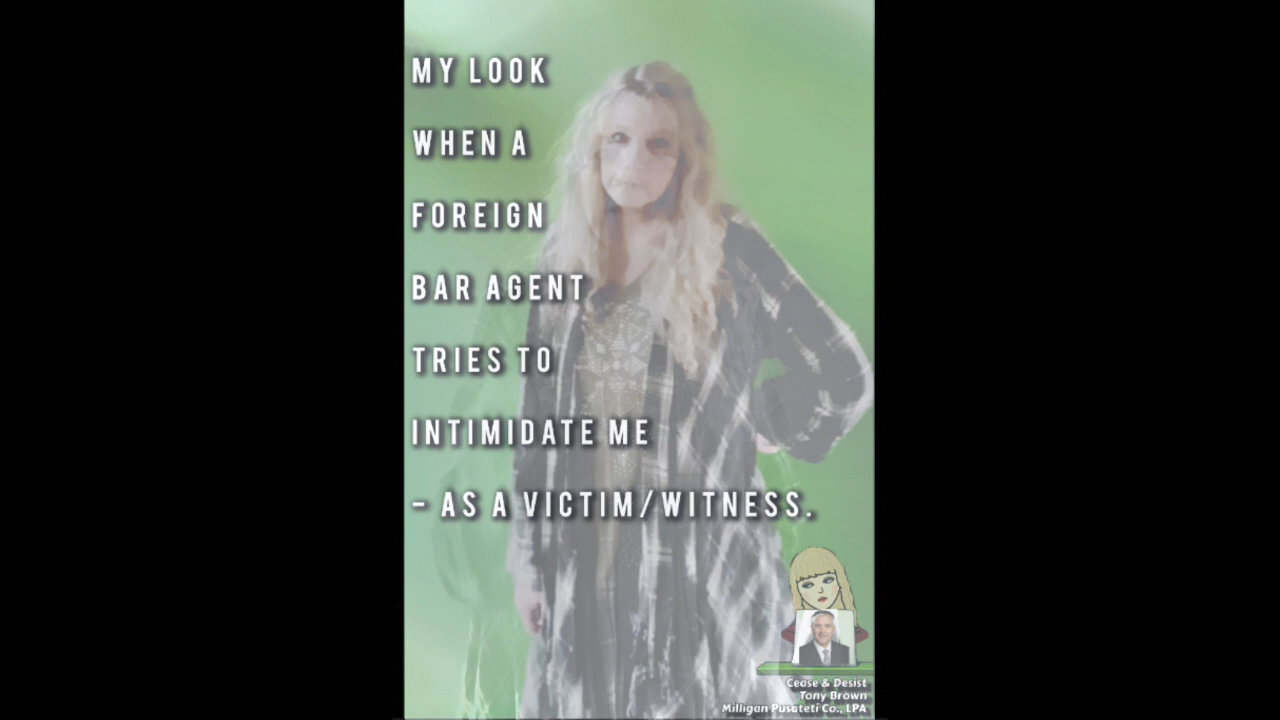 MY LOOK
WHEN A
FOREIGN
BAR AGENT
TRIES TO
INTIMIDATE ME
- AS A VICTIM/WITNESS.
Cease & Desist
Tony Brown
Milligan Pusateti Co., LPA